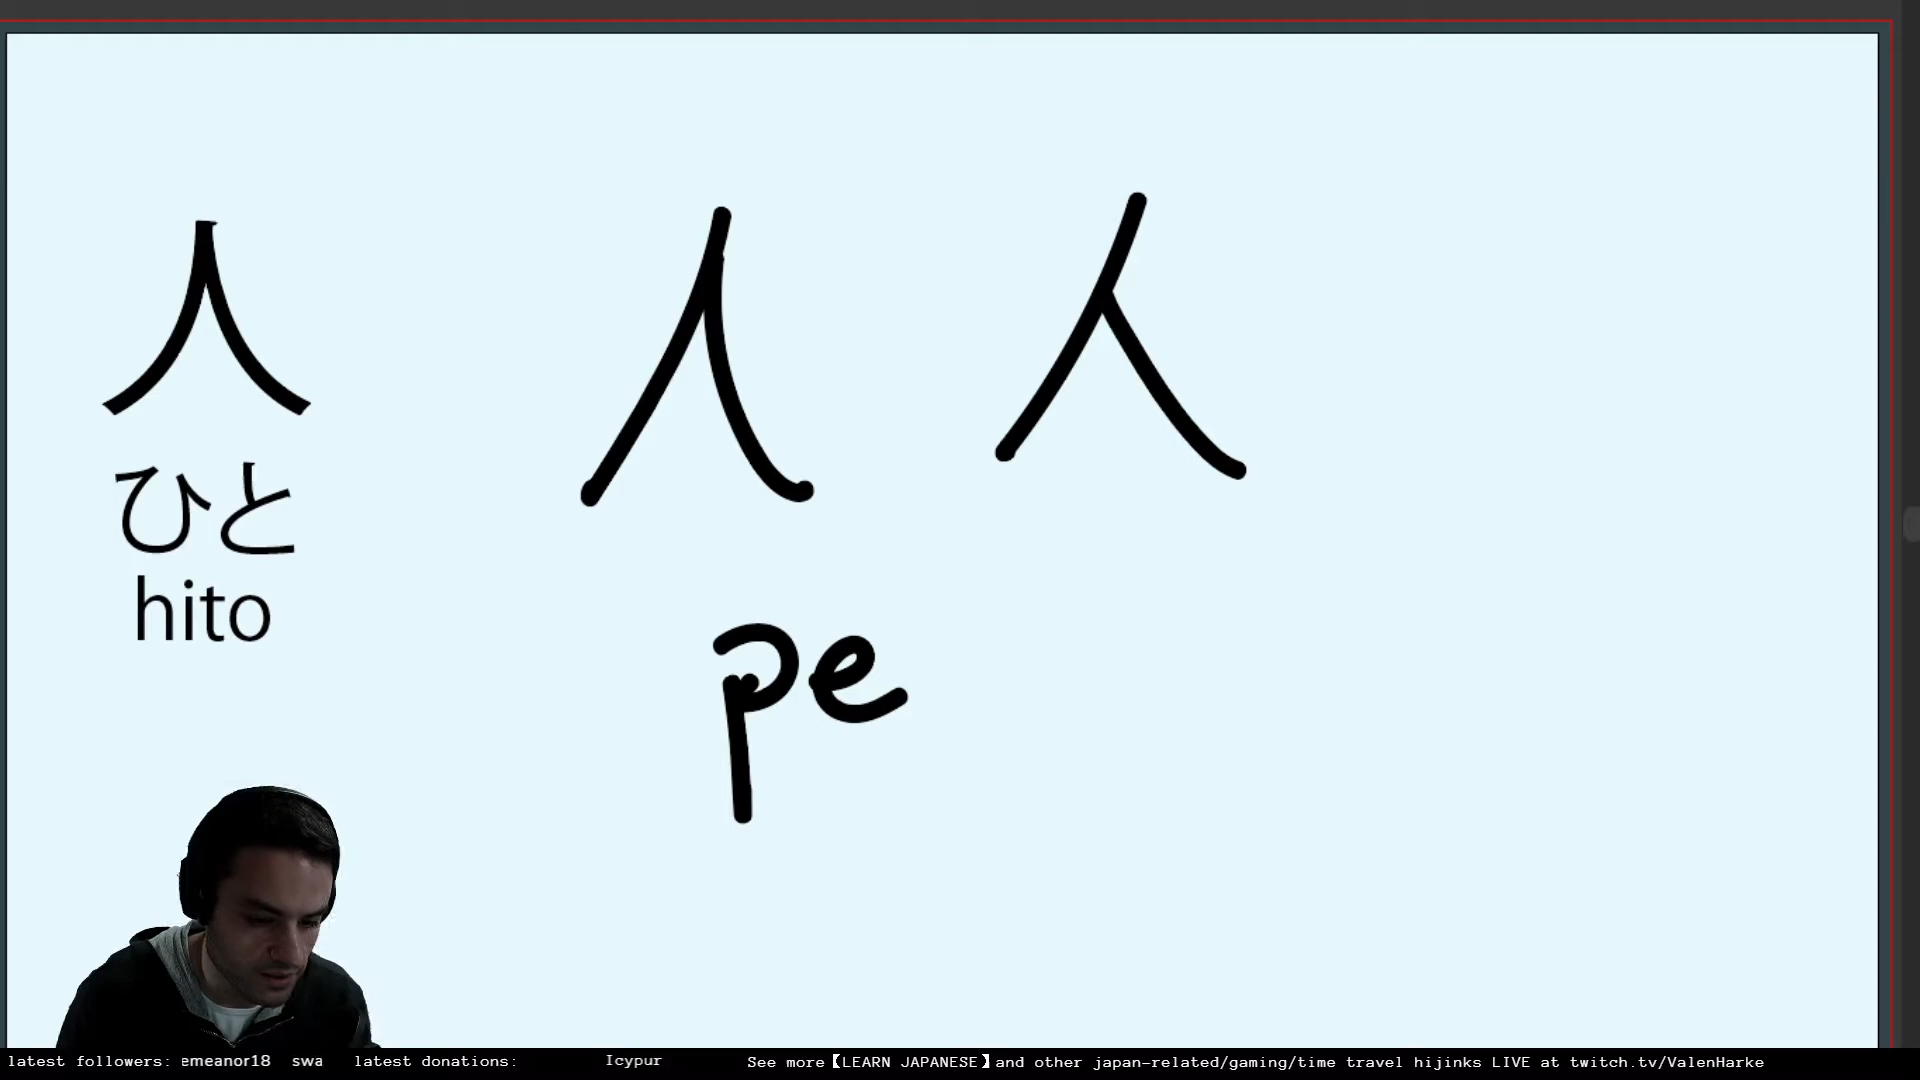 人 人 人
ひと
hito
pe
latest followers: emeanor18 swa latest donations: Icypur See more【LEARN JAPANESE】and other japan-related/gaming/time travel hijinks LIVE at twitch.tv/ValenHarke